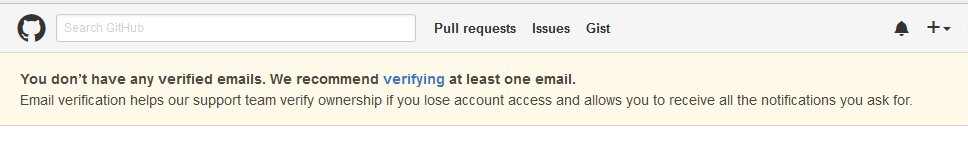 Search GitHub Pull requests Issues Gist
You don’t have any verified emails. We recommend verifying at least one email.
Email verification helps our support team verify ownership if you lose account access and allows you to receive all the notifications you ask for.